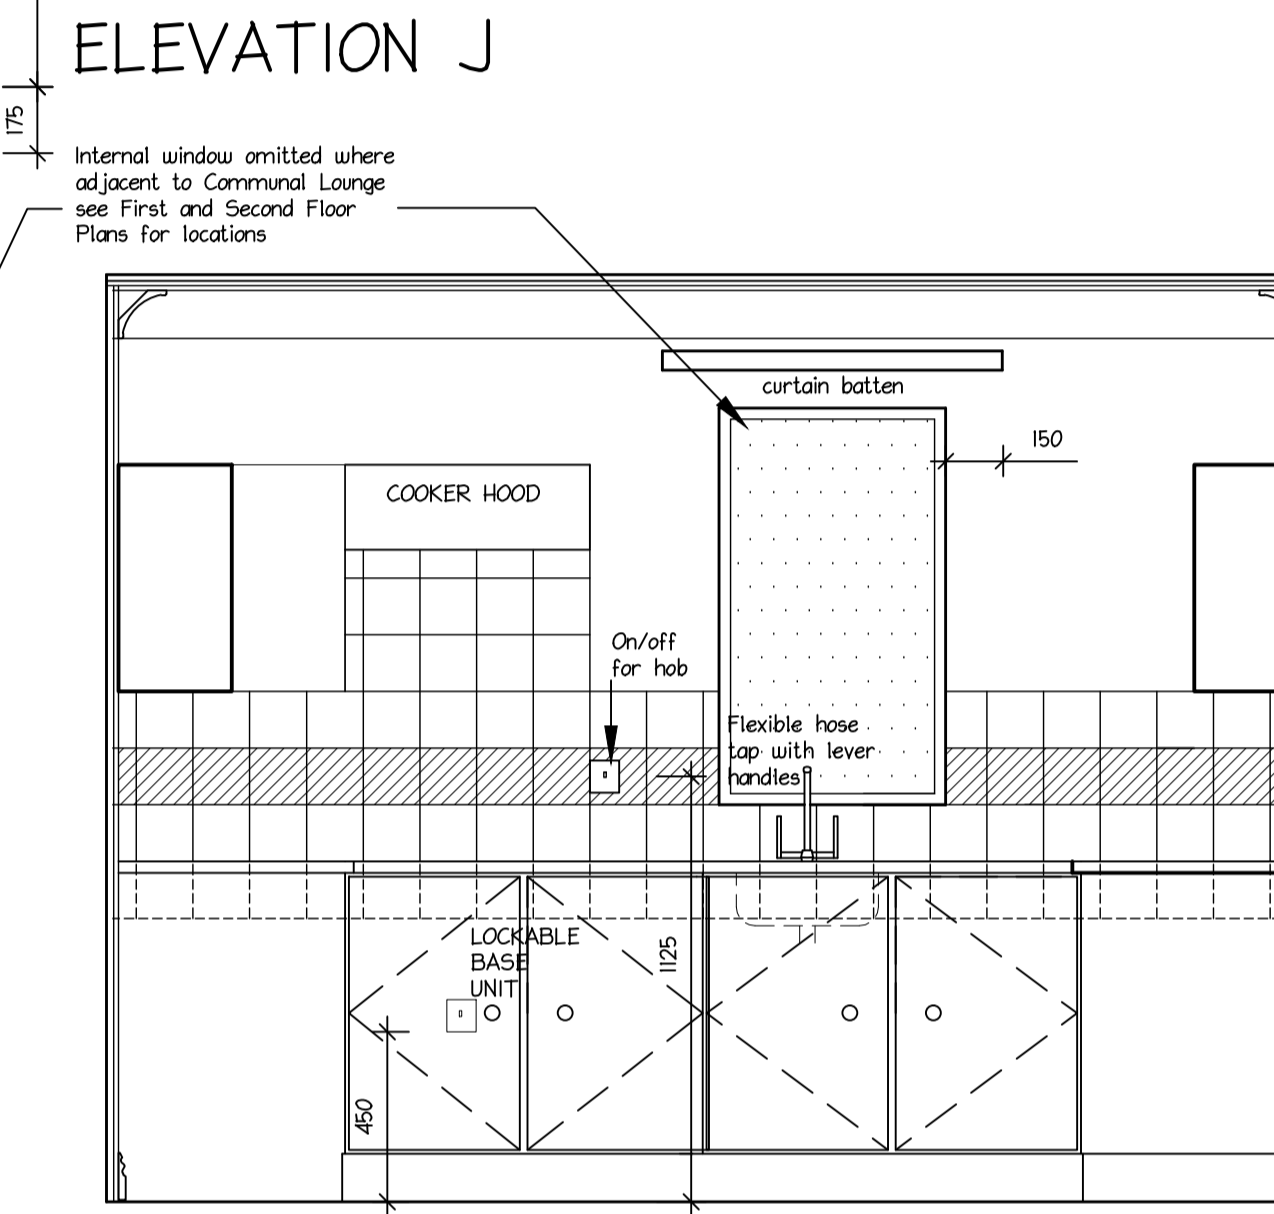 ELEVATION J
175
Internal window omitted where
adjacent to Communal Lounge
see First and Second Floor
Plans for locations
curtain batten
150
COOKER HOOD
On/off
for hob
Flexible hose
tap with lever
handles
LOCKABLE
BASE
UNIT
1125
450